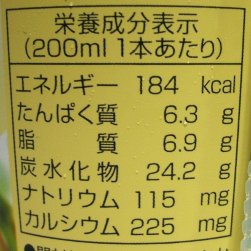 栄養成分表示
(200ml 1本あたり)
エネルギー 184 kcal
たんぱく質 6.3 g
脂質 6.9 g
炭水化物 24.2 g
ナトリウム 115 mg
カルシウム 225 mg